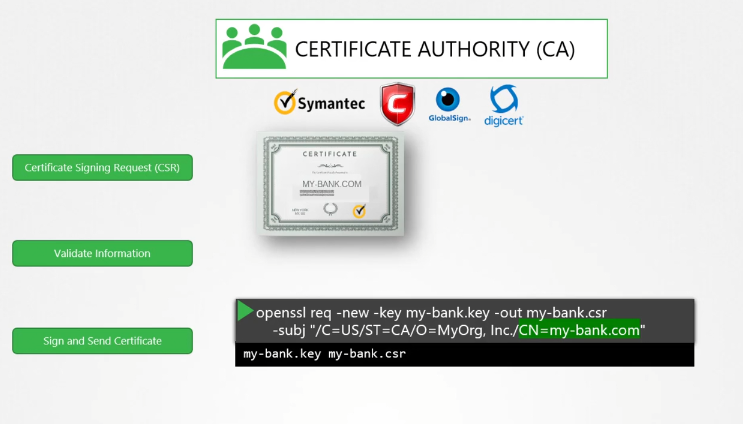 CERTIFICATE AUTHORITY (CA)
Symantec
C
GlobalSign.
digicert
Certificate Signing Request (CSR)
CERTIFICATE
MY-BANK.COM
Validate Information
openssl req -new -key my-bank.key -out my-bank.csr
-subj "/C=US/ST=CA/O=MyOrg, Inc./CN=my-bank.com"
Sign and Send Certificate
my-bank.key my-bank.csr